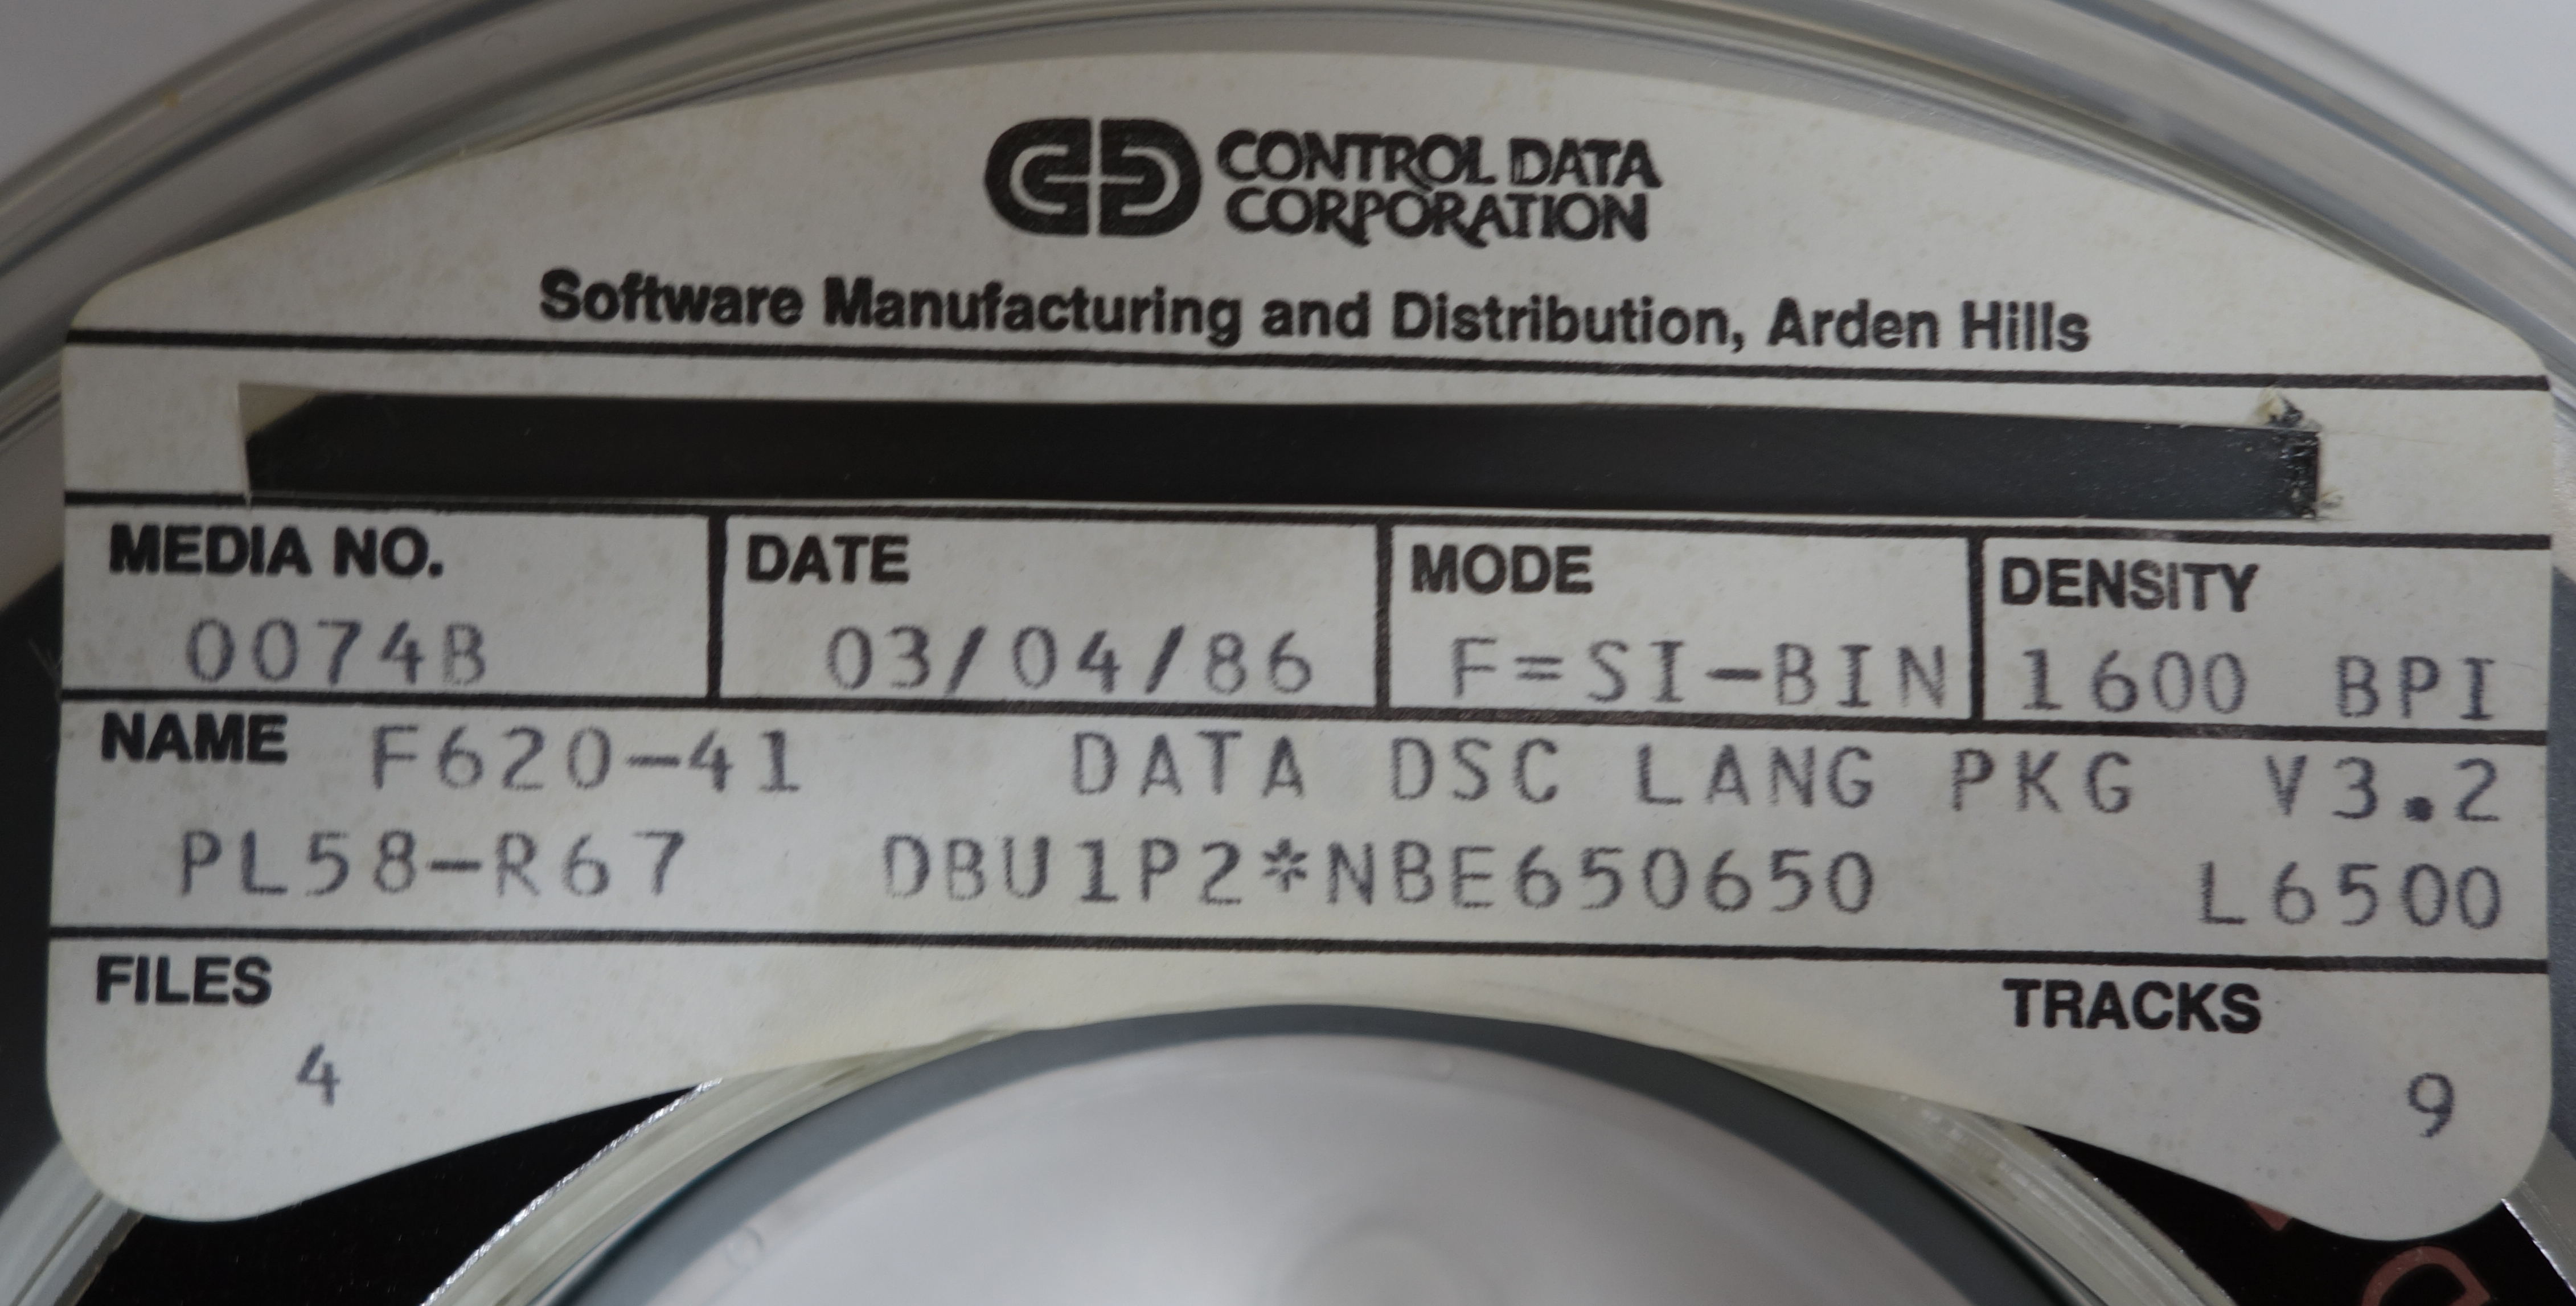 CONTROL DATA
CORPORATION
Software Manufacturing and Distribution, Arden Hills
MEDIA NO. DATE MODE DENSITY
0074B 03/04/86 F=SI-BIN 1600 BPI
NAME F620-41 DATA DSC LANG PKG V3.2
PL58-R67 DBU1P2*NBE650650 L6500
FILES TRACKS
4 9